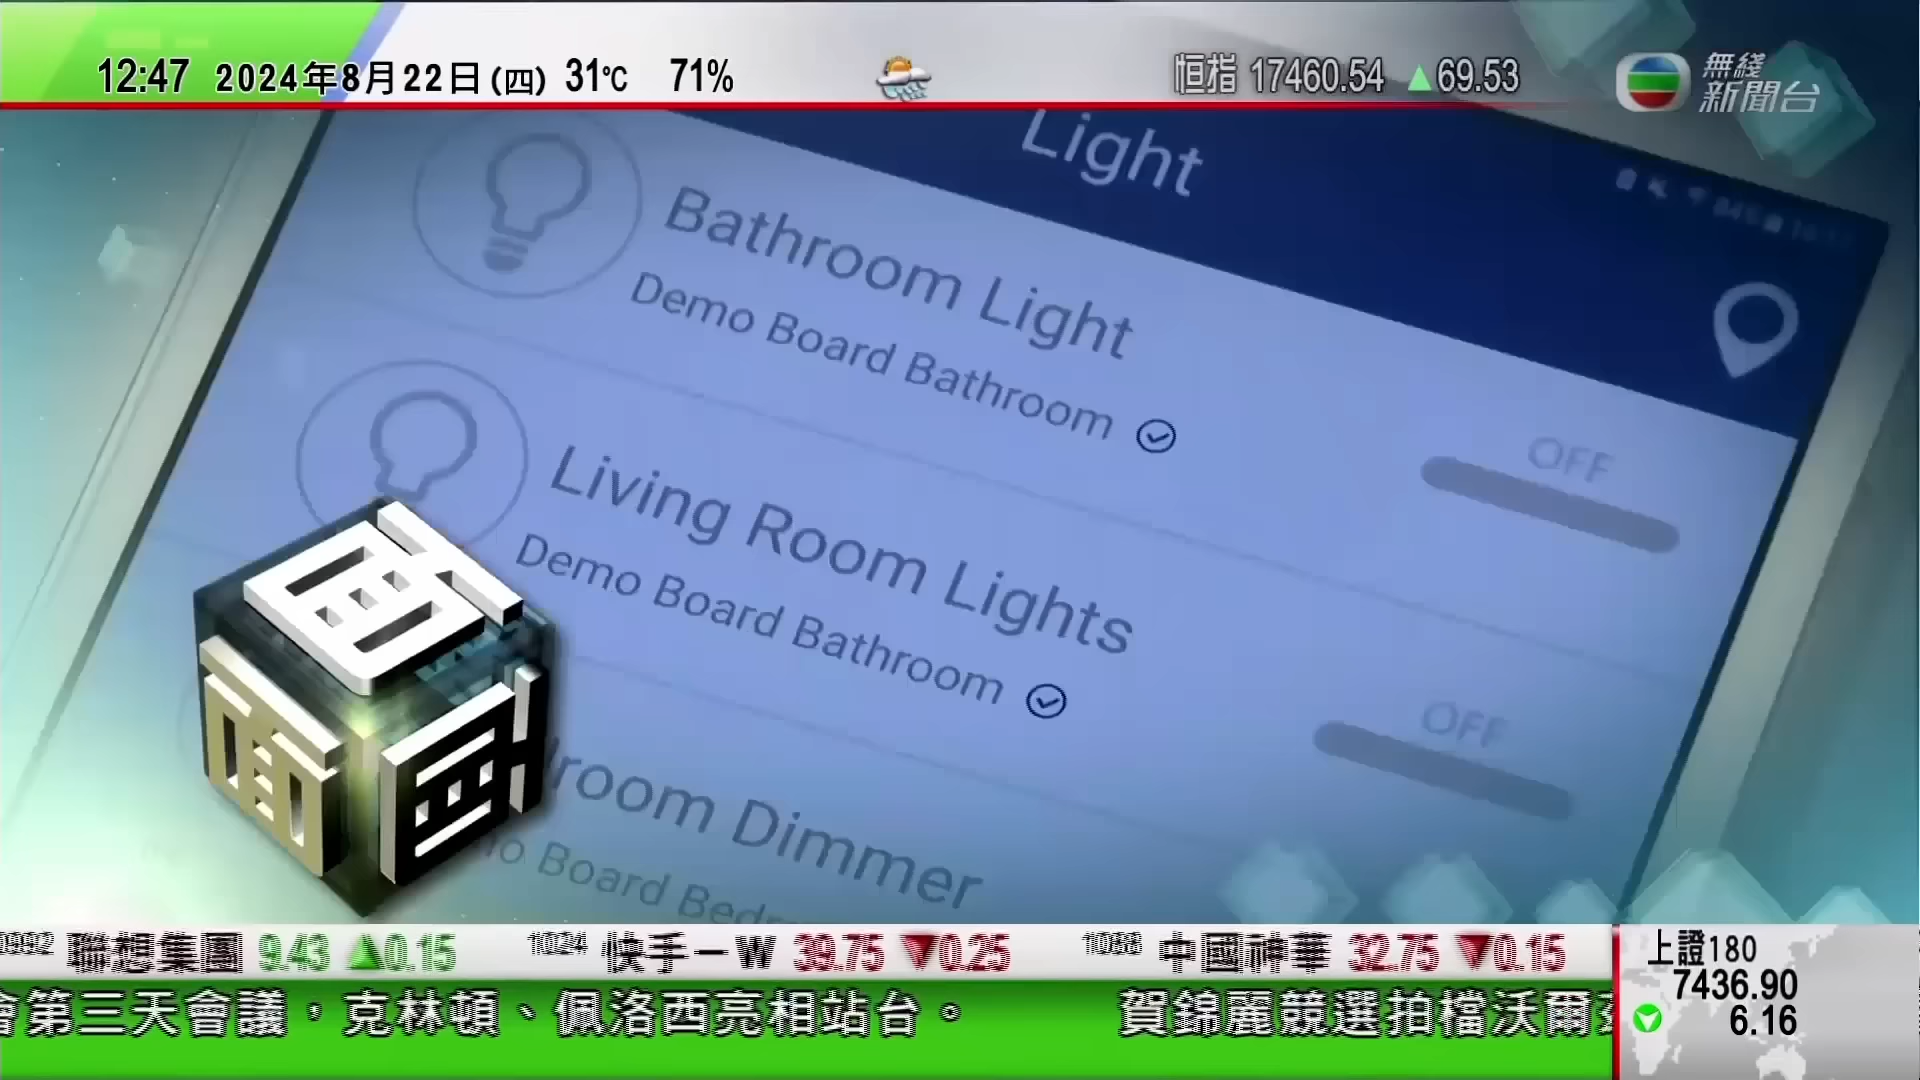 12:47 2024年8月22日(四) 31℃ 71% 恒指 17460.54 ▲69.53
無綫
新聞台
Light
Bathroom Light
Demo Board Bathroom
OFF
Living Room Lights
Demo Board Bathroom
OFF
room Dimmer
Board Bedr
0992 聯想集團 9.43 ▲0.15 1024 快手－W 39.75 ▼0.25 1088 中國神華 32.75 ▼0.15
會第三天會議，克林頓、佩洛西亮相站台。 賀錦麗競選拍檔沃爾茲
上證180
7436.90
6.16